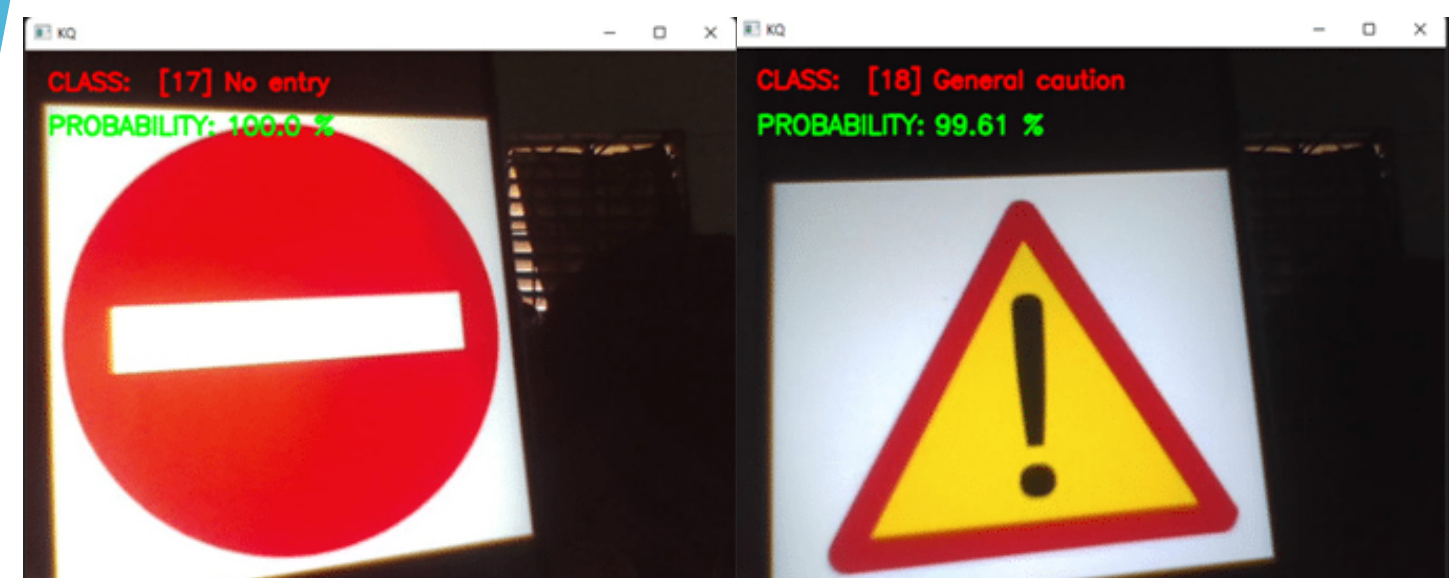 KQ
CLASS: [17] No entry
PROBABILITY: 100.0 %
KQ
CLASS: [18] General caution
PROBABILITY: 99.61 %